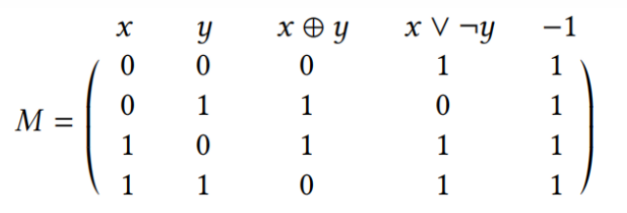 x y x ⊕ y x ∨ ¬y −1
0 0 0 1 1
0 1 1 0 1
M =
1 0 1 1 1
1 1 0 1 1